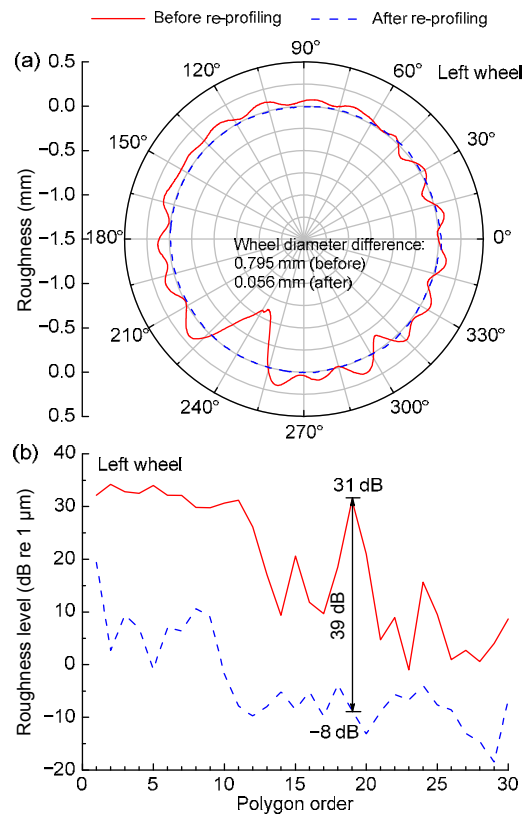 Before re-profiling After re-profiling
(a)
Left wheel
Roughness (mm)
0.5
0.0
−0.5
−1.0
−1.5
−1.0
−0.5
0.0
0.5
90°
120° 60°
150° 30°
180° 0°
210° 330°
240° 300°
270°
Wheel diameter difference:
0.795 mm (before)
0.056 mm (after)
(b)
Left wheel
Roughness level (dB re 1 μm)
40
30
20
10
0
−10
−20
31 dB
39 dB
−8 dB
0 5 10 15 20 25 30
Polygon order